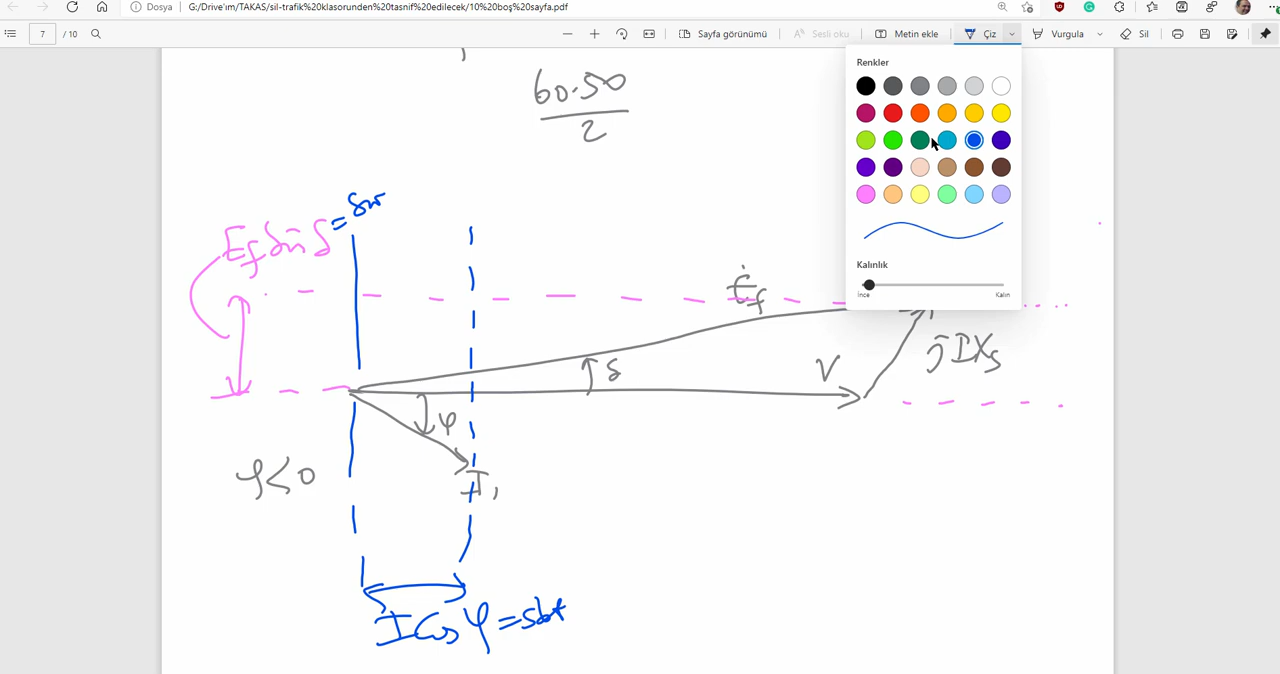 Dosya
G:/Drive'ım/TAKAS/sil-trafik%20klasorunden%20tasnif%20edilecek/10%20boş%20sayfa.pdf
7 / 10
Sayfa görünümü
Sesli oku
Metin ekle
Çiz
Vurgula
Sil
Renkler
Kalınlık
İnce
Kalın
60.50
2
Ef Sin δ
=
V
δ
jIXs
φ
φ<0
I1
I Cos φ = sbt